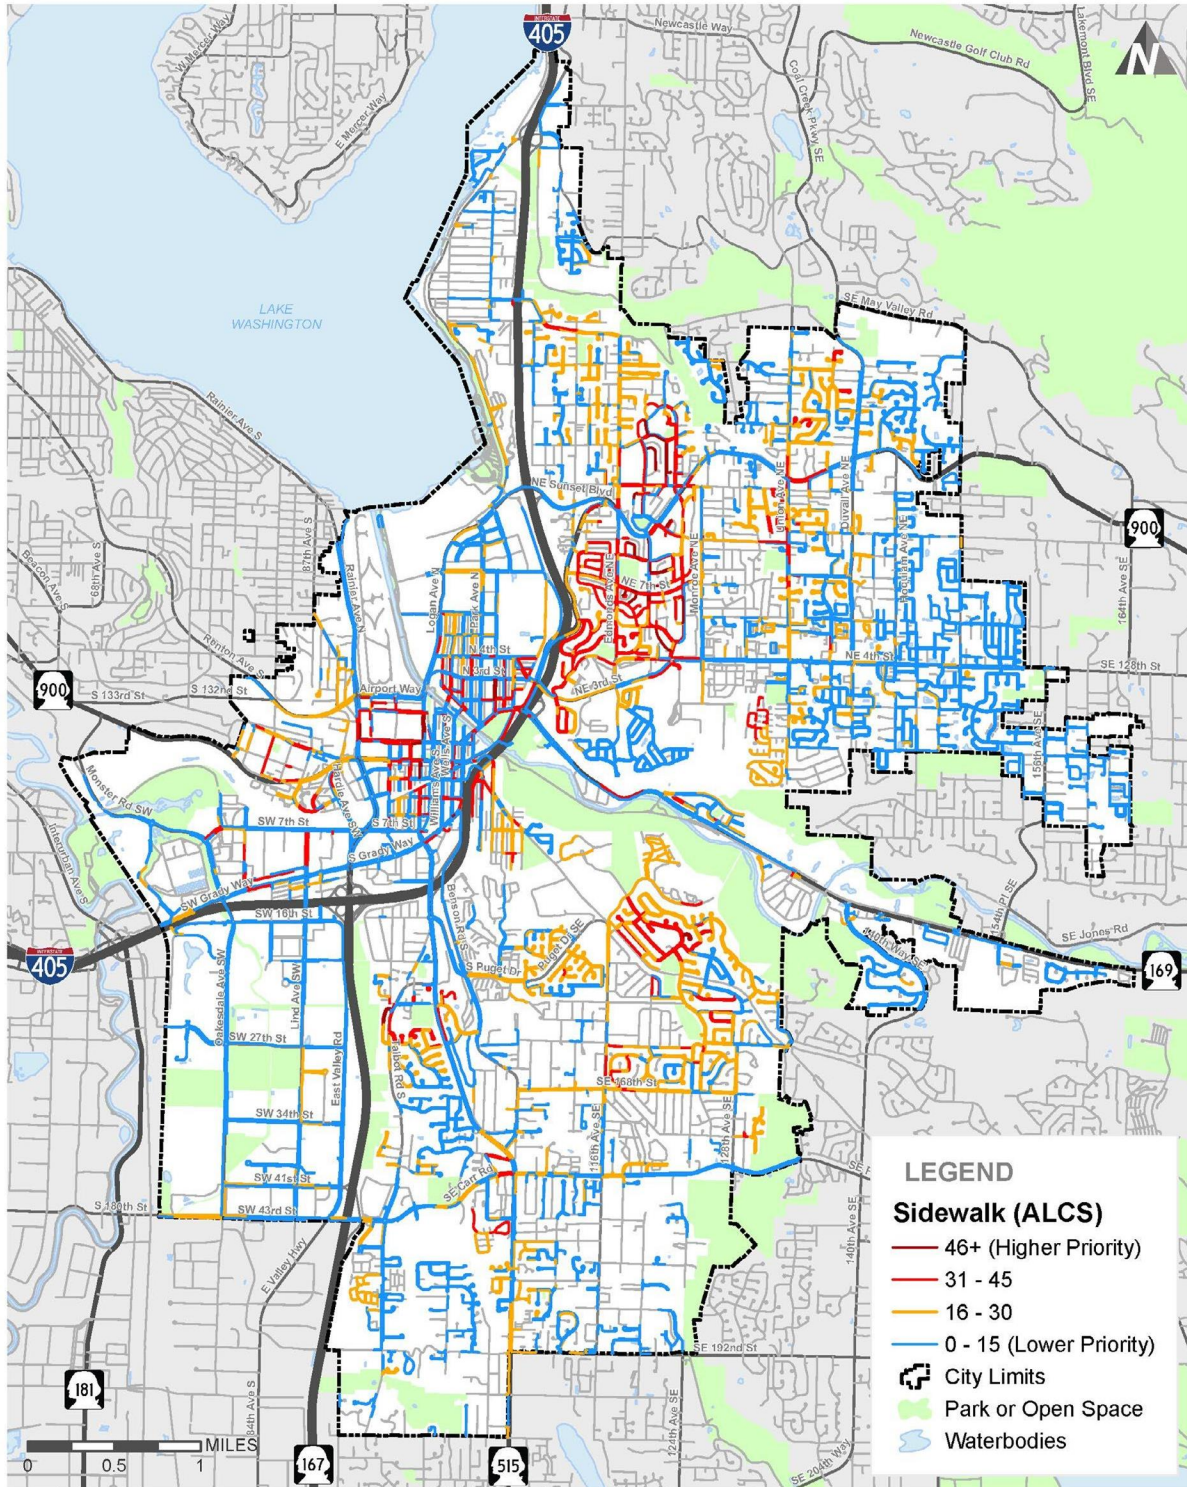 INTERSTATE
405
Newcastle Way
Newcastle Golf Club Rd
Lakemont Blvd SE
N
W Mercer Way
E Mercer Way
Coal Creek Pkwy SE
LAKE
WASHINGTON
SE May Valley Rd
Rainier Ave S
NE Sunset Blvd
Union Ave NE
Duvall Ave NE
Hoquiam Ave NE
87th Ave S
68th Ave S
Beacon Ave S
Renton Ave S
Rainier Ave N
Logan Ave N
Park Ave N
Edmonds Ave NE
NE 7th St
Monroe Ave NE
900
164th Ave SE
N 4th St
N 3rd St
NE 4th St
SE 128th St
NE 3rd St
900
S 133rd St
S 132nd St
Airport Way
Williams Ave S
Wells Ave S
156th Ave SE
Monster Rd SW
Hardie Ave SW
SW 7th St
S 7th St
S Grady Way
Interurban Ave S
SW Grady Way
SW 16th St
Benson Rd S
Puget Dr SE
S Puget Dr
154th Pl SE
SE Jones Rd
140th Way SE
169
INTERSTATE
405
Oakesdale Ave SW
Lind Ave SW
SW 27th St
East Valley Rd
Talbot Rd S
SE 168th St
SW 34th St
116th Ave SE
128th Ave SE
SW 41st St
SE Carr Rd
S 180th St
SW 43rd St
E Valley Hwy
140th Ave SE
SE 192nd St
181
84th Ave S
124th Ave SE
SE 204th Way
167
515
MILES
0 0.5 1
LEGEND
Sidewalk (ALCS)
46+ (Higher Priority)
31 - 45
16 - 30
0 - 15 (Lower Priority)
City Limits
Park or Open Space
Waterbodies